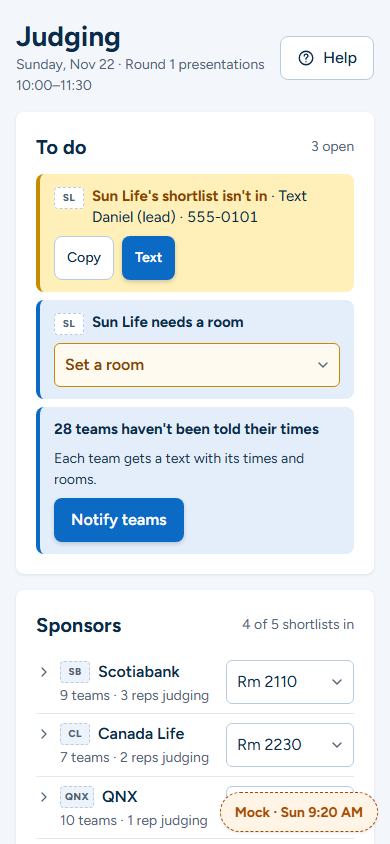 Judging
Sunday, Nov 22 · Round 1 presentations
10:00–11:30
Help
To do
3 open
SL
Sun Life's shortlist isn't in · Text
Daniel (lead) · 555-0101
Copy
Text
SL
Sun Life needs a room
Set a room
28 teams haven't been told their times
Each team gets a text with its times and
rooms.
Notify teams
Sponsors
4 of 5 shortlists in
SB
Scotiabank
9 teams · 3 reps judging
Rm 2110
CL
Canada Life
7 teams · 2 reps judging
Rm 2230
QNX
QNX
10 teams · 1 rep judging
Mock · Sun 9:20 AM